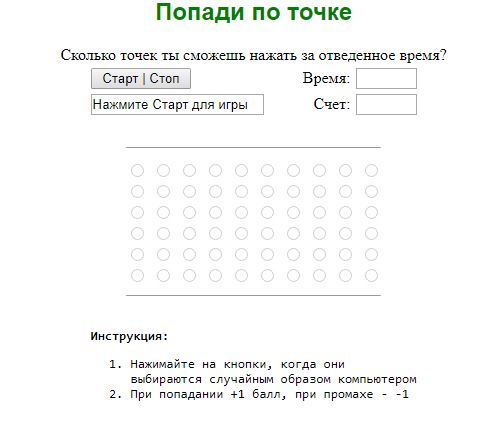 Попади по точке
Сколько точек ты сможешь нажать за отведенное время?
Старт | Стоп Время:
Нажмите Старт для игры Счет:
Инструкция:
1. Нажимайте на кнопки, когда они
выбираются случайным образом компьютером
2. При попадании +1 балл, при промахе - -1